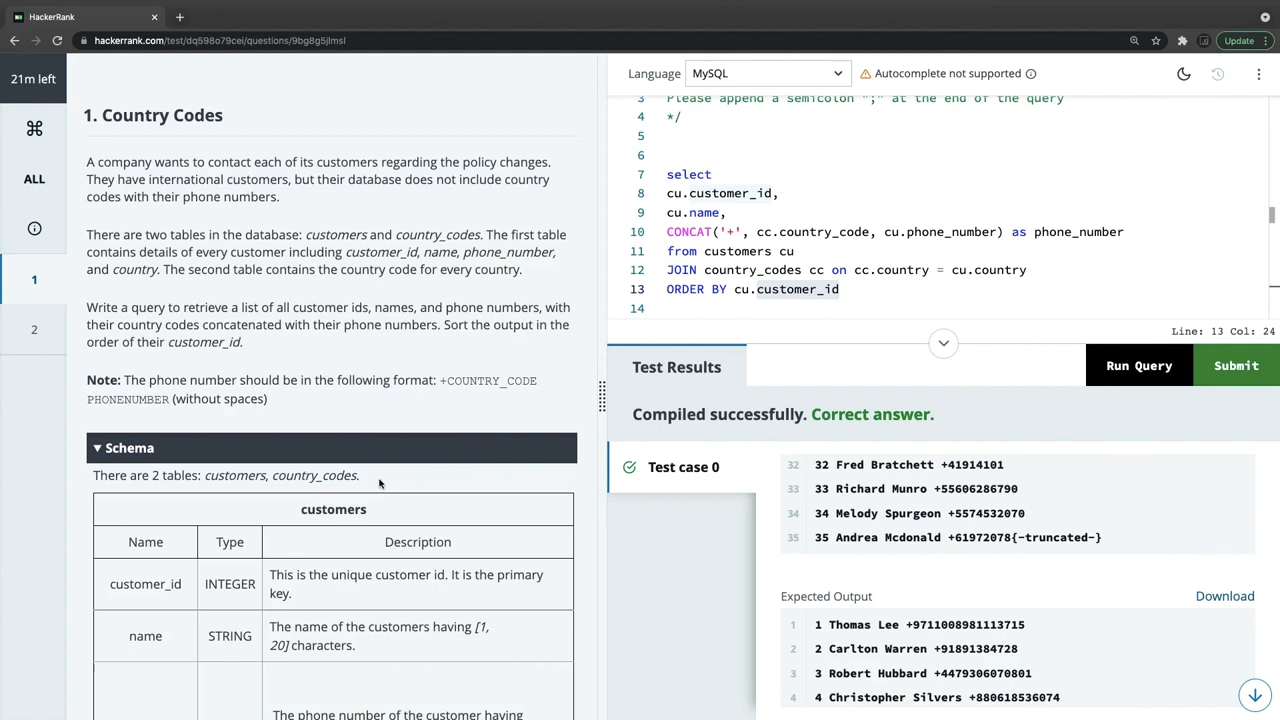 HackerRank
hackerrank.com/test/dq598o79cei/questions/9bg8g5jlmsl
Update
21m left
ALL
1
2
1. Country Codes
A company wants to contact each of its customers regarding the policy changes.
They have international customers, but their database does not include country
codes with their phone numbers.
There are two tables in the database: customers and country_codes. The first table
contains details of every customer including customer_id, name, phone_number,
and country. The second table contains the country code for every country.
Write a query to retrieve a list of all customer ids, names, and phone numbers, with
their country codes concatenated with their phone numbers. Sort the output in the
order of their customer_id.
Note: The phone number should be in the following format: +COUNTRY_CODE
PHONENUMBER (without spaces)
Schema
There are 2 tables: customers, country_codes.
customers
Name Type Description
customer_id INTEGER This is the unique customer id. It is the primary
key.
name STRING The name of the customers having [1,
20] characters.
The phone number of the customer having
Language MySQL Autocomplete not supported
3 Please append a semicolon ";" at the end of the query
4 */
5
6
7 select
8 cu.customer_id,
9 cu.name,
10 CONCAT('+', cc.country_code, cu.phone_number) as phone_number
11 from customers cu
12 JOIN country_codes cc on cc.country = cu.country
13 ORDER BY cu.customer_id
14
Line: 13 Col: 24
Test Results
Run Query
Submit
Compiled successfully. Correct answer.
Test case 0
32 32 Fred Bratchett +41914101
33 33 Richard Munro +55606286790
34 34 Melody Spurgeon +5574532070
35 35 Andrea Mcdonald +61972078{-truncated-}
Expected Output
Download
1 1 Thomas Lee +9711008981113715
2 2 Carlton Warren +91891384728
3 3 Robert Hubbard +4479306070801
4 4 Christopher Silvers +880618536074